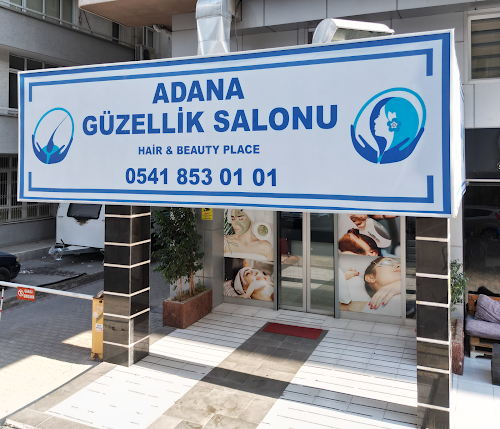 ADANA
GÜZELLİK SALONU
HAİR & BEAUTY PLACE
0541 853 01 01